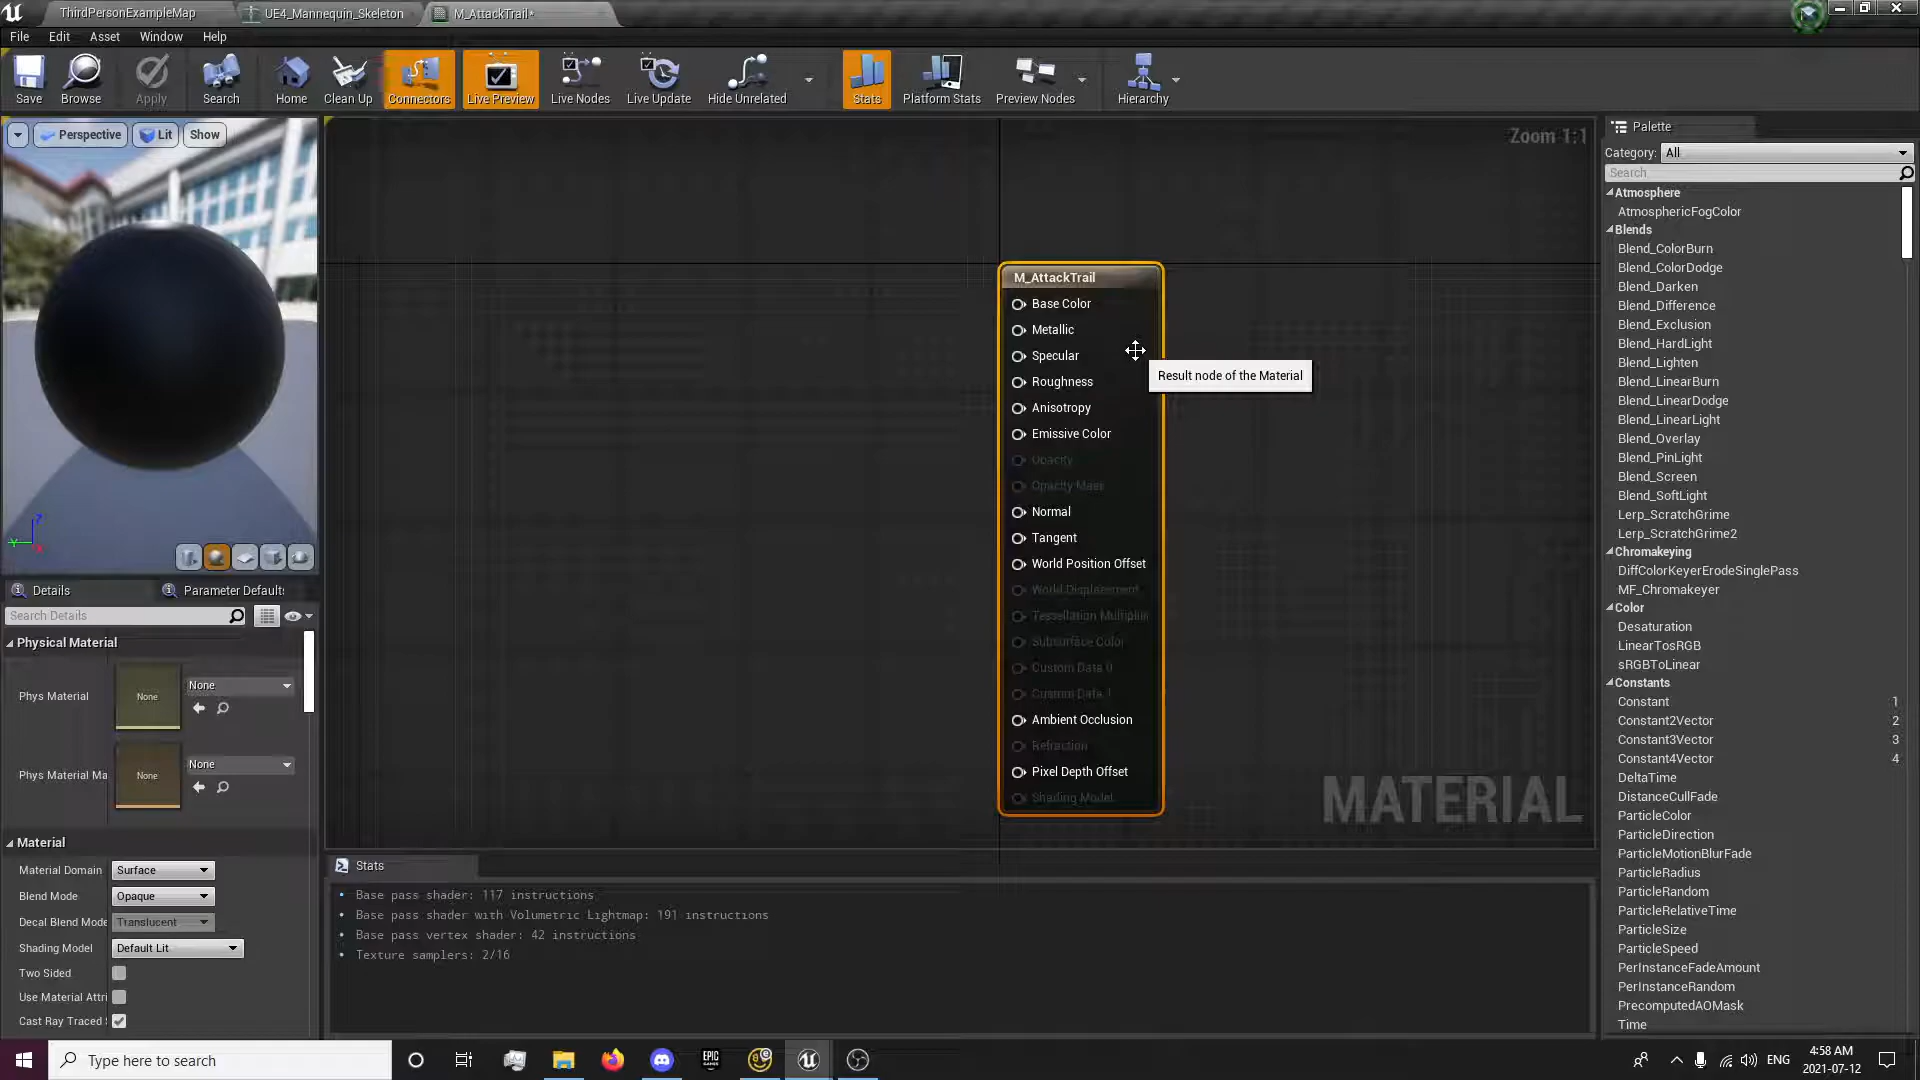 ThirdPersonExampleMap
UE4_Mannequin_Skeleton
M_AttackTrail*
File
Edit
Asset
Window
Help
Save
Browse
Apply
Search
Home
Clean Up
Connectors
Live Preview
Live Nodes
Live Update
Hide Unrelated
Stats
Platform Stats
Preview Nodes
Hierarchy
Perspective
Lit
Show
Zoom 1:1
M_AttackTrail
Base Color
Metallic
Specular
Roughness
Anisotropy
Emissive Color
Opacity
Opacity Mask
Normal
Tangent
World Position Offset
World Displacement
Tessellation Multiplie
Subsurface Color
Custom Data 0
Custom Data 1
Ambient Occlusion
Refraction
Pixel Depth Offset
Shading Model
Result node of the Material
MATERIAL
Details
Parameter Defaults
Search Details
Physical Material
Phys Material
None
None
Phys Material Ma
None
None
Material
Material Domain
Surface
Blend Mode
Opaque
Decal Blend Mode
Translucent
Shading Model
Default Lit
Two Sided
Use Material Attri
Cast Ray Traced
Stats
Base pass shader: 117 instructions
Base pass shader with Volumetric Lightmap: 191 instructions
Base pass vertex shader: 42 instructions
Texture samplers: 2/16
Palette
Category: All
Search
Atmosphere
AtmosphericFogColor
Blends
Blend_ColorBurn
Blend_ColorDodge
Blend_Darken
Blend_Difference
Blend_Exclusion
Blend_HardLight
Blend_Lighten
Blend_LinearBurn
Blend_LinearDodge
Blend_LinearLight
Blend_Overlay
Blend_PinLight
Blend_Screen
Blend_SoftLight
Lerp_ScratchGrime
Lerp_ScratchGrime2
Chromakeying
DiffColorKeyerErodeSinglePass
MF_Chromakeyer
Color
Desaturation
LinearTosRGB
sRGBToLinear
Constants
Constant 1
Constant2Vector 2
Constant3Vector 3
Constant4Vector 4
DeltaTime
DistanceCullFade
ParticleColor
ParticleDirection
ParticleMotionBlurFade
ParticleRadius
ParticleRandom
ParticleRelativeTime
ParticleSize
ParticleSpeed
PerInstanceFadeAmount
PerInstanceRandom
PrecomputedAOMask
Time
Type here to search
EPIC
ENG
4:58 AM
2021-07-12